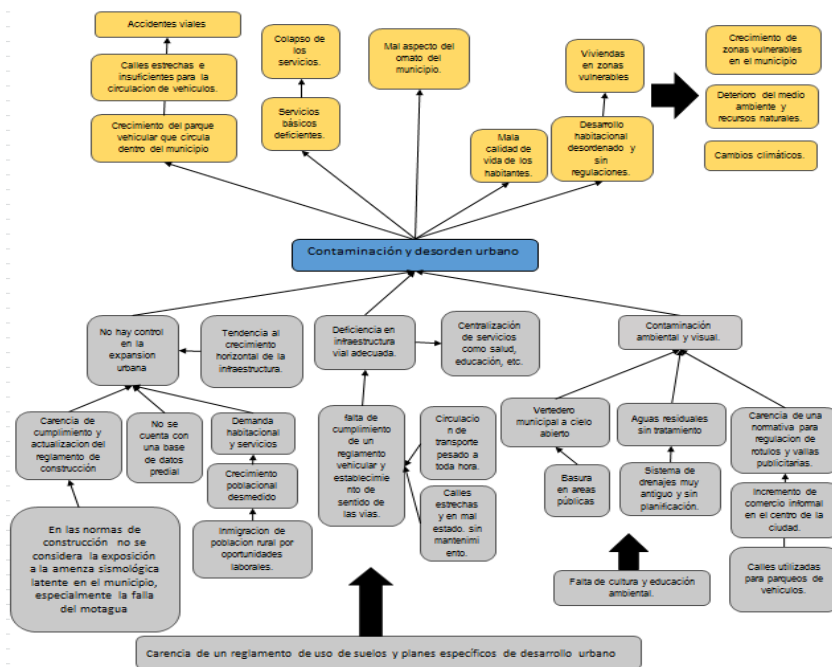 Accidentes viales
Calles estrechas e
insuficientes para la
circulacion de vehículos.
Crecimiento del parque
vehicular que circula
dentro del municipio
Colapso de
los
servicios.
Servicios
básicos
deficientes.
Mal aspecto del
ornato del
municipio.
Mala
calidad de
vida de los
habitantes.
Viviendas
en zonas
vulnerables
Desarrollo
habitacional
desordenado y
sin
regulaciones.
Crecimiento de
zonas vulnerables
en el municipio
Deterioro del medio
ambiente y
recursos naturales.
Cambios climáticos.
Contaminación y desorden urbano
No hay control
en la
expansion
urbana
Tendencia al
crecimiento
horizontal de la
infraestructura.
Deficiencia en
infraestructura
vial adecuada.
Centralización
de servicios
como salud,
educación, etc.
Contaminación
ambiental y visual.
Carencia de
cumplimiento y
actualizacion del
reglamento de
construcción
No se
cuenta con
una base
de datos
predial
Demanda
habitacional
y servicios
Crecimiento
poblacional
desmedido
Inmigracion de
poblacion rural por
oportunidades
laborales.
En las normas de
construcción no se
considera la exposición
a la amenza sismológica
latente en el municipio,
especialmente la falla
del motagua
falta de
cumplimiento de
un reglamento
vehicular y
establecimie
nto de
sentido de
las vias.
Circulacio
n de
transporte
pesado a
toda hora.
Calles
estrechas
y en mal
estado. sin
mantenimi
ento.
Vertedero
municipal a cielo
abierto
Basura
en areas
públicas
Aguas residuales
sin tratamiento
Sistema de
drenajes muy
antiguo y sin
planificación.
Falta de cultura y educación
ambiental.
Carencia de una
normativa para
regulacion de
rotulos y vallas
publicitarias.
Incremento de
comercio informal
en el centro de la
ciudad.
Calles utilizadas
para parqueos de
vehículos.
Carencia de un reglamento de uso de suelos y planes específicos de desarrollo urbano